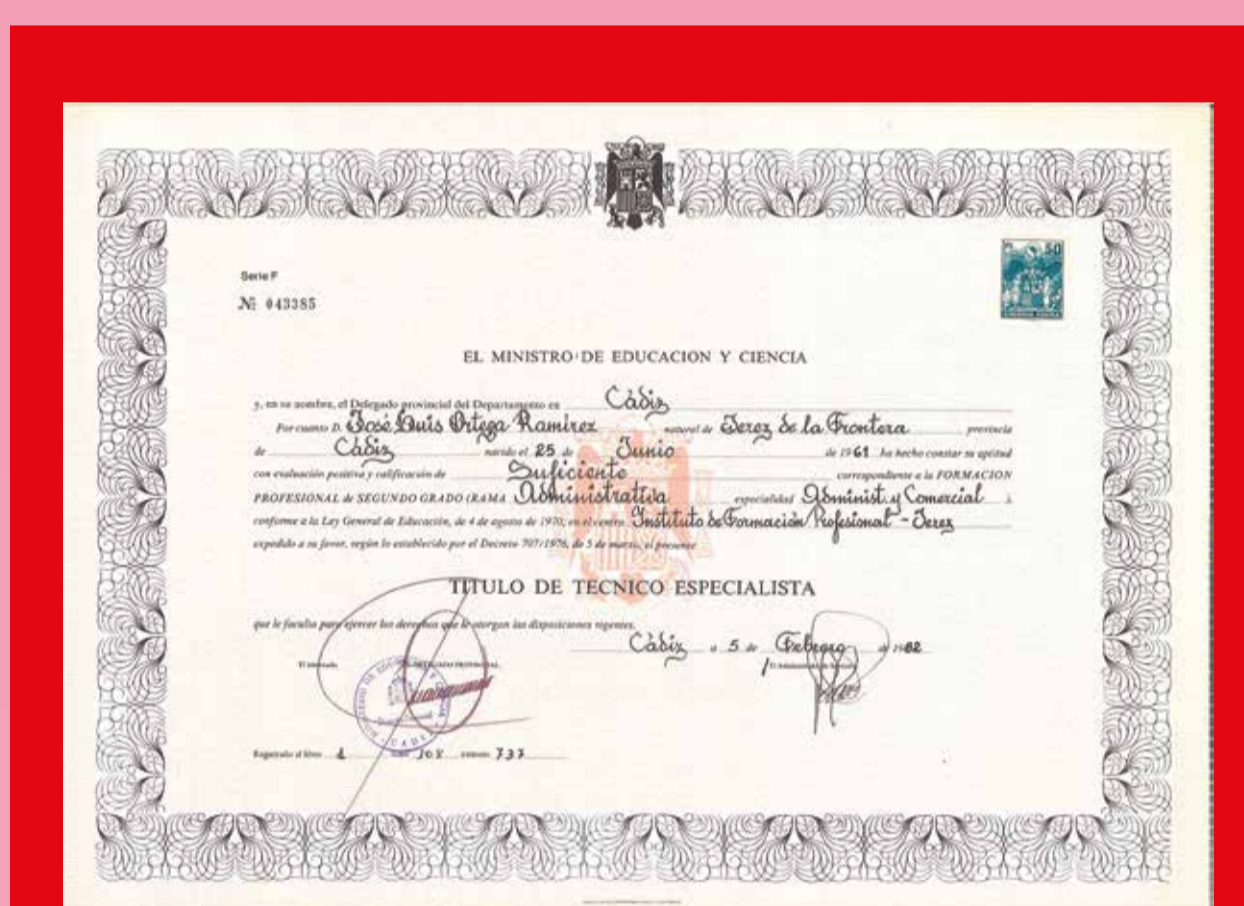 50
Serie F
№ 043385
EL MINISTRO DE EDUCACION Y CIENCIA
y, en su nombre, el Delegado provincial del Departamento en Cádiz
Por cuanto D. José Luis Ortega Ramírez natural de Jerez de la Frontera provincia
de Cádiz nacido el 25 de Junio de 1961 ha hecho constar su aptitud
con evaluación positiva y calificación de Suficiente correspondiente a la FORMACION
PROFESIONAL de SEGUNDO GRADO (RAMA Administrativa especialidad Administ. y Comercial )
conforme a la Ley General de Educación, de 4 de agosto de 1970, en el centro Instituto de Formación Profesional - Jerez
expedido a su favor, según lo establecido por el Decreto 707/1976, de 5 de marzo, el presente
TITULO DE TECNICO ESPECIALISTA
que le faculta para ejercer los derechos que le otorgan las disposiciones vigentes.
Cádiz a 5 de Febrero de 1982
El interesado
PROVINCIAL
CADIZ
Registrado al libro 1 108 número 737